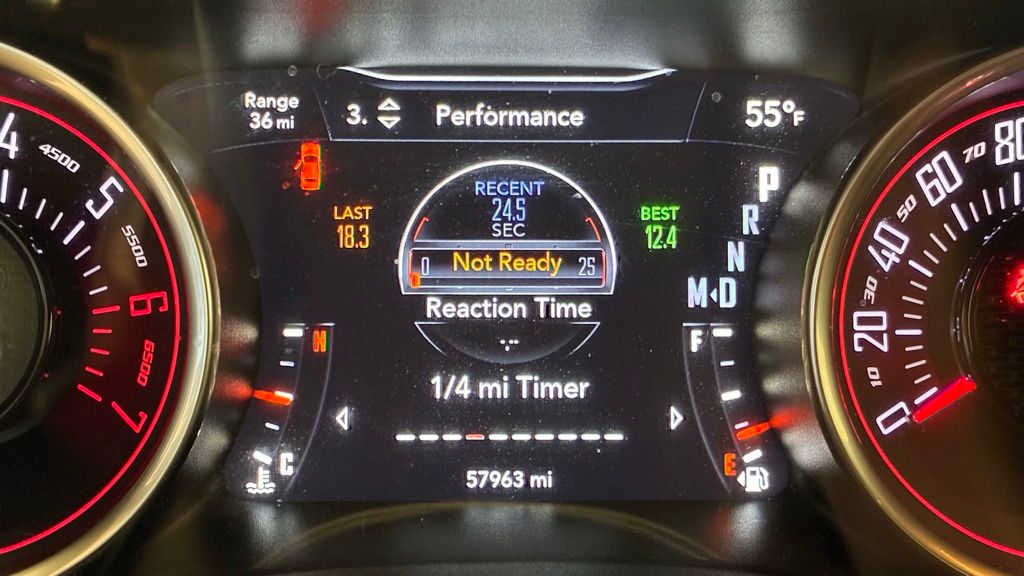 Range
36 mi
3.
Performance
55°F
RECENT
24.5
SEC
LAST
18.3
BEST
12.4
0
Not Ready
25
Reaction Time
-.--
1/4 mi Timer
57963 mi
P
R
N
M◂D
H
C
F
E
4
4500
5
5500
6
6500
7
0
10
20
30
40
50
60
70
80